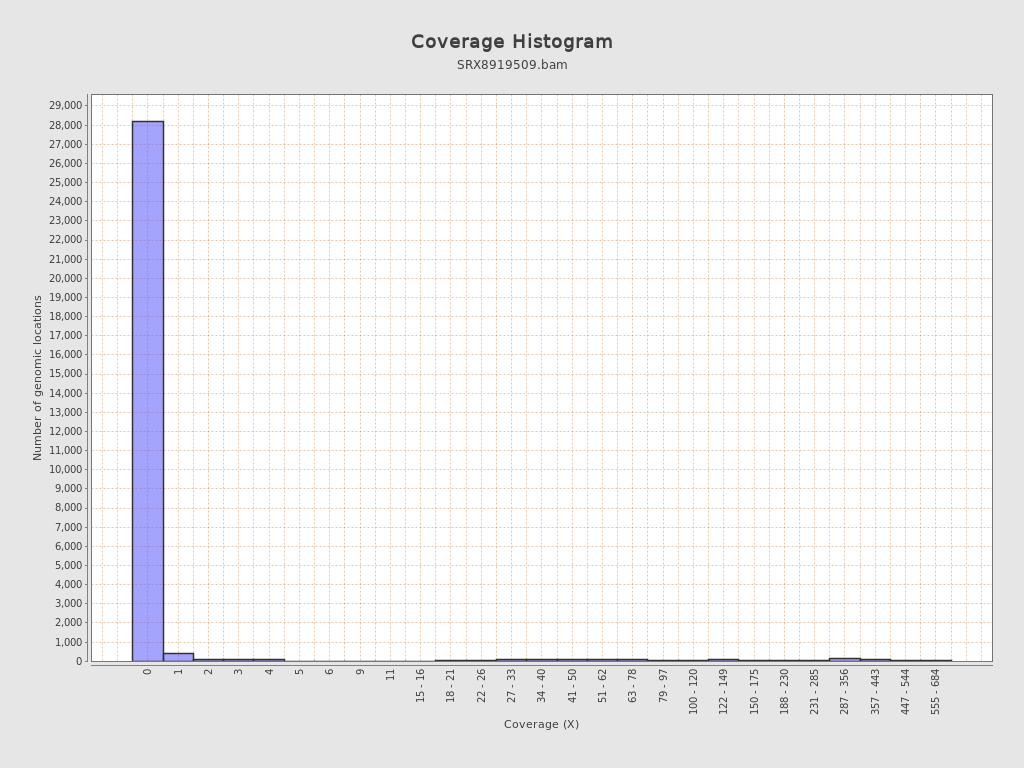 Coverage Histogram
SRX8919509.bam
29,000
28,000
27,000
26,000
25,000
24,000
23,000
22,000
21,000
20,000
19,000
18,000
17,000
16,000
15,000
14,000
13,000
12,000
11,000
10,000
9,000
8,000
7,000
6,000
5,000
4,000
3,000
2,000
1,000
0
Number of genomic locations
0
1
2
3
4
5
6
9
11
15 - 16
18 - 21
22 - 26
27 - 33
34 - 40
41 - 50
51 - 62
63 - 78
79 - 97
100 - 120
122 - 149
150 - 175
188 - 230
231 - 285
287 - 356
357 - 443
447 - 544
555 - 684
Coverage (X)